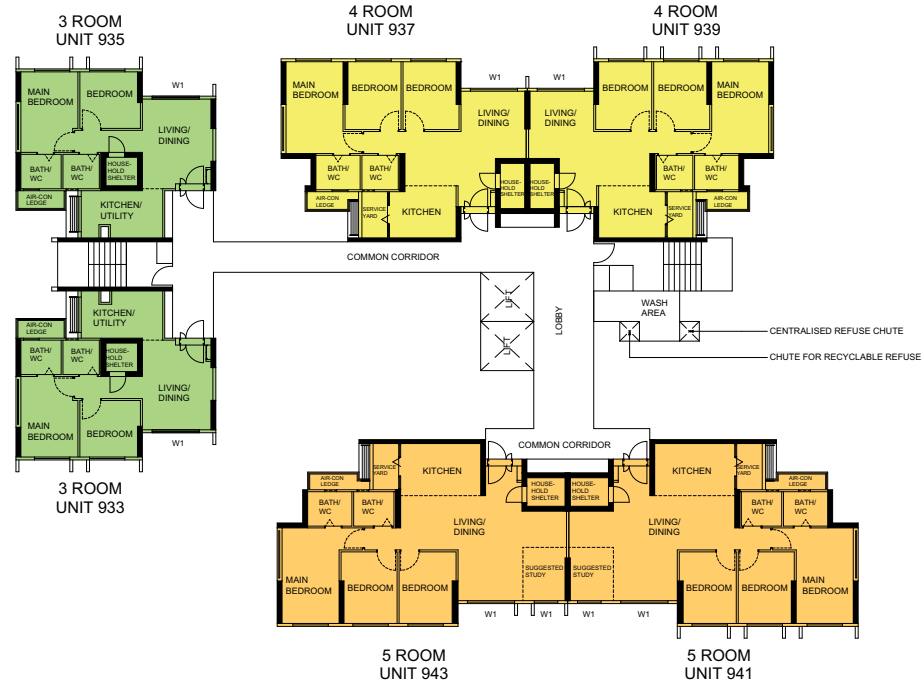 3 ROOM
UNIT 935
4 ROOM
UNIT 937
4 ROOM
UNIT 939
W1
MAIN
BEDROOM
BEDROOM
LIVING/
DINING
BATH/
WC
BATH/
WC
HOUSE-
HOLD
SHELTER
AIR-CON
LEDGE
KITCHEN/
UTILITY
W1
MAIN
BEDROOM
BEDROOM
BEDROOM
LIVING/
DINING
BATH/
WC
BATH/
WC
HOUSE-
HOLD
SHELTER
AIR-CON
LEDGE
SERVICE
YARD
KITCHEN
W1
LIVING/
DINING
BEDROOM
BEDROOM
MAIN
BEDROOM
HOUSE-
HOLD
SHELTER
BATH/
WC
BATH/
WC
KITCHEN
SERVICE
YARD
AIR-CON
LEDGE
COMMON CORRIDOR
LIFT
LIFT
LOBBY
WASH
AREA
CENTRALISED REFUSE CHUTE
CHUTE FOR RECYCLABLE REFUSE
KITCHEN/
UTILITY
AIR-CON
LEDGE
BATH/
WC
BATH/
WC
HOUSE-
HOLD
SHELTER
LIVING/
DINING
MAIN
BEDROOM
BEDROOM
W1
3 ROOM
UNIT 933
COMMON CORRIDOR
SERVICE
YARD
KITCHEN
AIR-CON
LEDGE
BATH/
WC
BATH/
WC
HOUSE-
HOLD
SHELTER
LIVING/
DINING
MAIN
BEDROOM
BEDROOM
BEDROOM
SUGGESTED
STUDY
W1
W1
HOUSE-
HOLD
SHELTER
KITCHEN
SERVICE
YARD
AIR-CON
LEDGE
BATH/
WC
BATH/
WC
LIVING/
DINING
SUGGESTED
STUDY
BEDROOM
BEDROOM
MAIN
BEDROOM
W1
W1
5 ROOM
UNIT 943
5 ROOM
UNIT 941